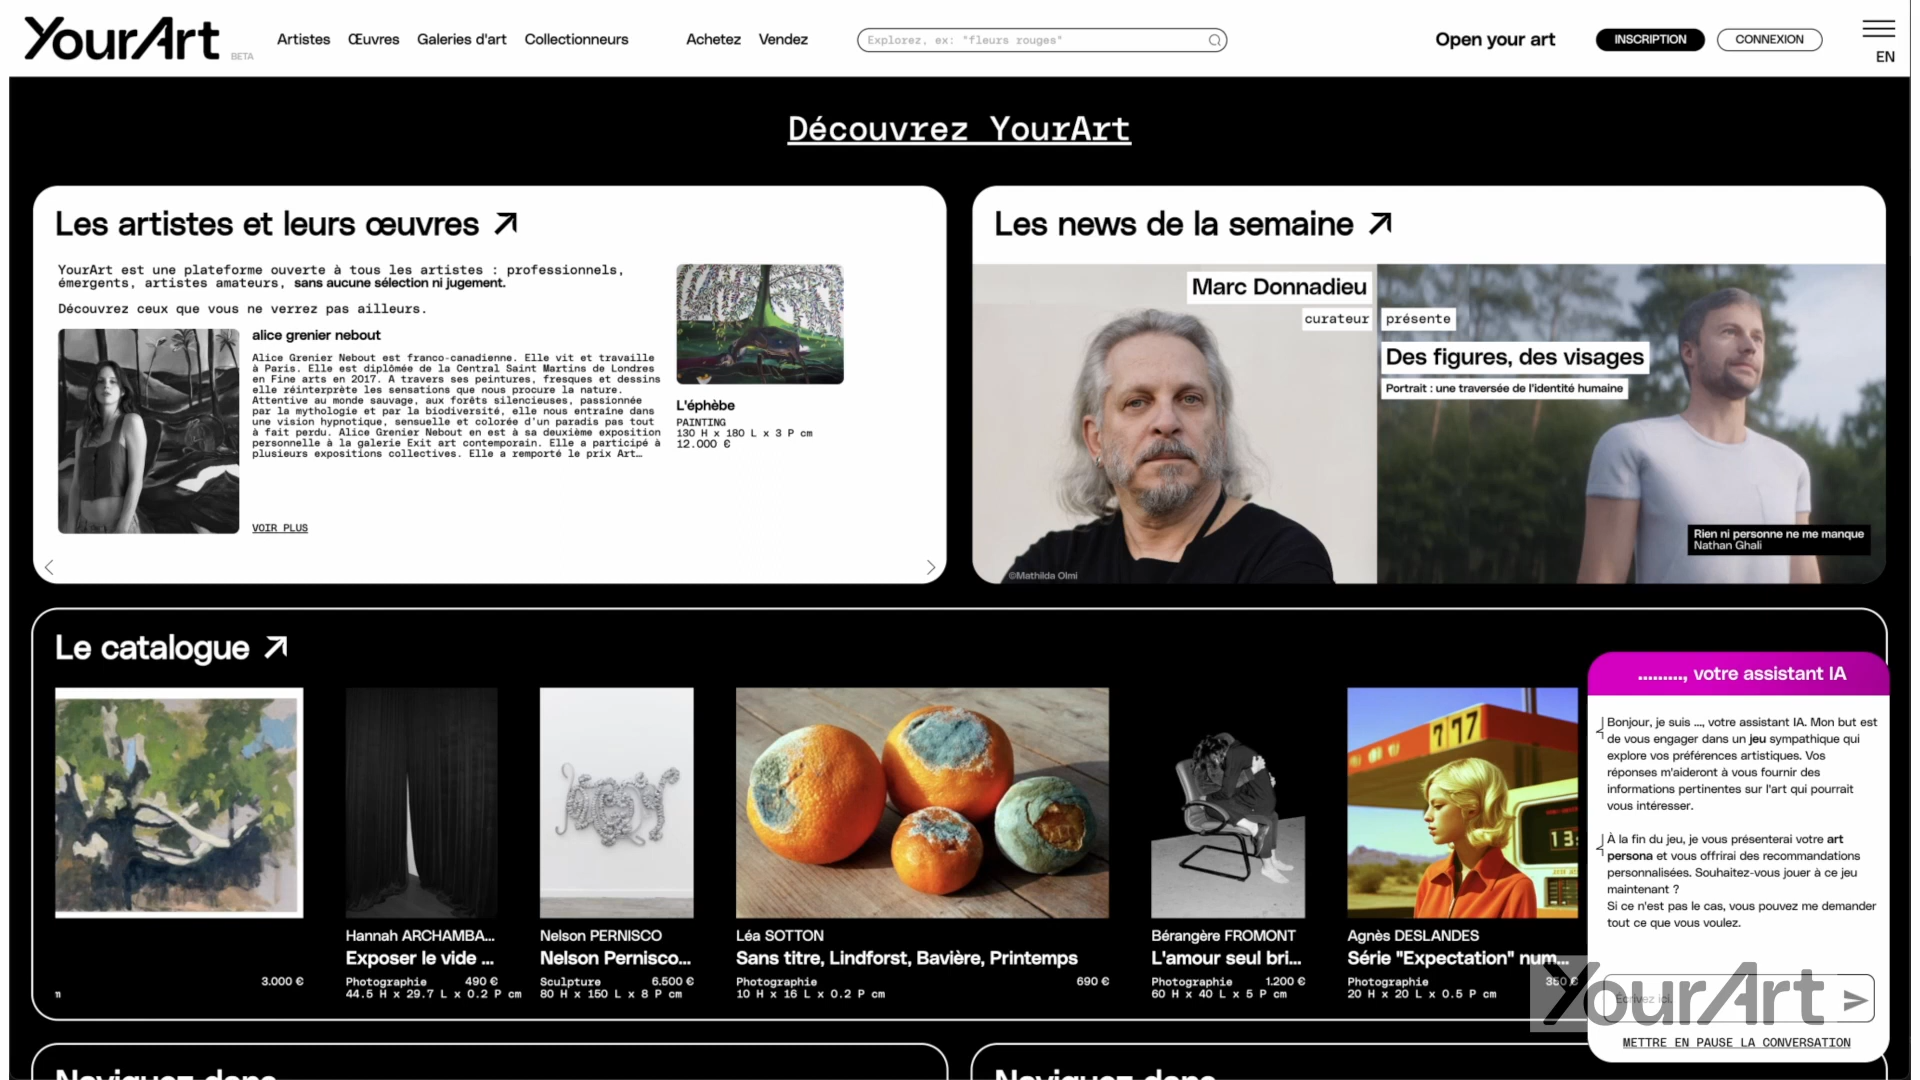 YourArt
BETA
Artistes Œuvres Galeries d'art Collectionneurs Achetez Vendez
Explorez, ex: "fleurs rouges"
Open your art
INSCRIPTION
CONNEXION
EN
Découvrez YourArt
Les artistes et leurs œuvres
YourArt est une plateforme ouverte à tous les artistes : professionnels,
émergents, artistes amateurs, sans aucune sélection ni jugement.
Découvrez ceux que vous ne verrez pas ailleurs.
alice grenier nebout
Alice Grenier Nebout est franco-canadienne. Elle vit et travaille
à Paris. Elle est diplômée de la Central Saint Martins de Londres
en Fine arts en 2017. A travers ses peintures, fresques et dessins
elle réinterprète les sensations que nous procure la nature.
Attentive au monde sauvage, aux forêts silencieuses, passionnée
par la mythologie et par la biodiversité, elle nous entraine dans
une vision hypnotique, sensuelle et colorée d'un paradis pas tout
à fait perdu. Alice Grenier Nebout en est à sa deuxième exposition
personnelle à la galerie Exit art contemporain. Elle a participé à
plusieurs expositions collectives. Elle a remporté le prix Art…
VOIR PLUS
L'éphèbe
PAINTING
130 H x 180 L x 3 P cm
12.000 €
Les news de la semaine
Marc Donnadieu
curateur
présente
Des figures, des visages
Portrait : une traversée de l'identité humaine
Rien ni personne ne me manque
Nathan Ghali
©Mathilda Olmi
Le catalogue
3.000 €
m
Hannah ARCHAMBA...
Exposer le vide ...
Photographie 490 €
44.5 H x 29.7 L x 0.2 P cm
Nelson PERNISCO
Nelson Pernisco...
Sculpture 6.500 €
80 H x 150 L x 8 P cm
Léa SOTTON
Sans titre, Lindforst, Bavière, Printemps
Photographie 690 €
10 H x 16 L x 0.2 P cm
Bérangère FROMONT
L'amour seul bri...
Photographie 1.200 €
60 H x 40 L x 5 P cm
777
Agnès DESLANDES
Série "Expectation" num...
Photographie 350 €
20 H x 20 L x 0.5 P cm
.........., votre assistant IA
Bonjour, je suis ..., votre assistant IA. Mon but est
de vous engager dans un jeu sympathique qui
explore vos préférences artistiques. Vos
réponses m'aideront à vous fournir des
informations pertinentes sur l'art qui pourrait
vous intéresser.
À la fin du jeu, je vous présenterai votre art
persona et vous offrirai des recommandations
personnalisées. Souhaitez-vous jouer à ce jeu
maintenant ?
Si ce n'est pas le cas, vous pouvez me demander
tout ce que vous voulez.
Écrivez ici.
YourArt
METTRE EN PAUSE LA CONVERSATION
Naviguez dans
Naviguez dans